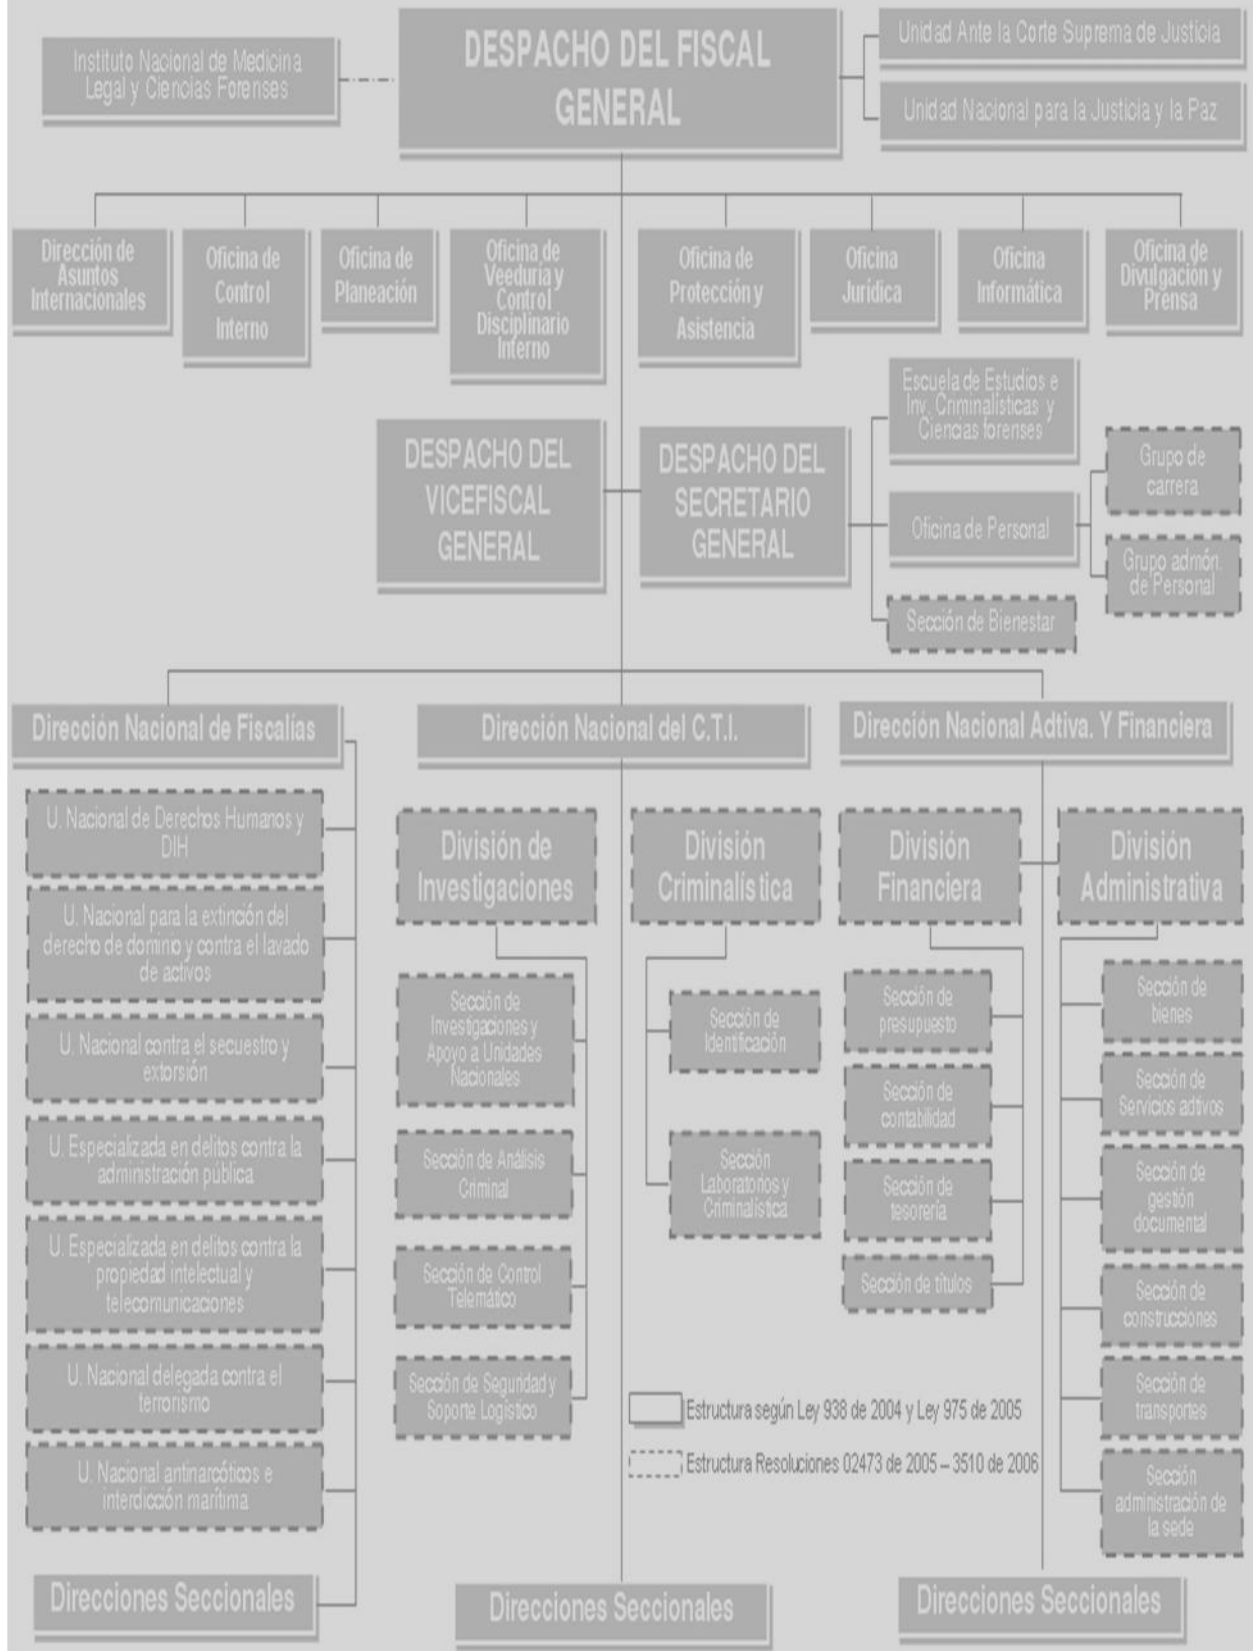 Instituto Nacional de Medicina
Legal y Ciencias Forenses
DESPACHO DEL FISCAL
GENERAL
Unidad Ante la Corte Suprema de Justicia
Unidad Nacional para la Justicia y la Paz
Dirección de
Asuntos
Internacionales
Oficina de
Control
Interno
Oficina de
Planeación
Oficina de
Veeduría y
Control
Disciplinario
Interno
Oficina de
Protección y
Asistencia
Oficina
Jurídica
Oficina
Informática
Oficina de
Divulgación y
Prensa
DESPACHO DEL
VICEFISCAL
GENERAL
DESPACHO DEL
SECRETARIO
GENERAL
Escuela de Estudios e
Inv. Criminalísticas y
Ciencias forenses
Oficina de Personal
Sección de Bienestar
Grupo de
carrera
Grupo admón.
de Personal
Dirección Nacional de Fiscalías
U. Nacional de Derechos Humanos y
DIH
U. Nacional para la extinción del
derecho de dominio y contra el lavado
de activos
U. Nacional contra el secuestro y
extorsión
U. Especializada en delitos contra la
administración pública
U. Especializada en delitos contra la
propiedad intelectual y
telecomunicaciones
U. Nacional delegada contra el
terrorismo
U. Nacional antinarcóticos e
interdicción marítima
Direcciones Seccionales
Dirección Nacional del C.T.I.
División de
Investigaciones
Sección de
Investigaciones y
Apoyo a Unidades
Nacionales
Sección de Análisis
Criminal
Sección de Control
Telemático
Sección de Seguridad y
Soporte Logístico
División
Criminalística
Sección de
Identificación
Sección
Laboratorios y
Criminalística
Direcciones Seccionales
Dirección Nacional Adtiva. Y Financiera
División
Financiera
Sección de
presupuesto
Sección de
contabilidad
Sección de
tesorería
Sección de títulos
División
Administrativa
Sección de
bienes
Sección de
Servicios adtivos
Sección de
gestión
documental
Sección de
construcciones
Sección de
transportes
Sección
administración de
la sede
Direcciones Seccionales
Estructura según Ley 938 de 2004 y Ley 975 de 2005
Estructura Resoluciones 02473 de 2005 – 3510 de 2006